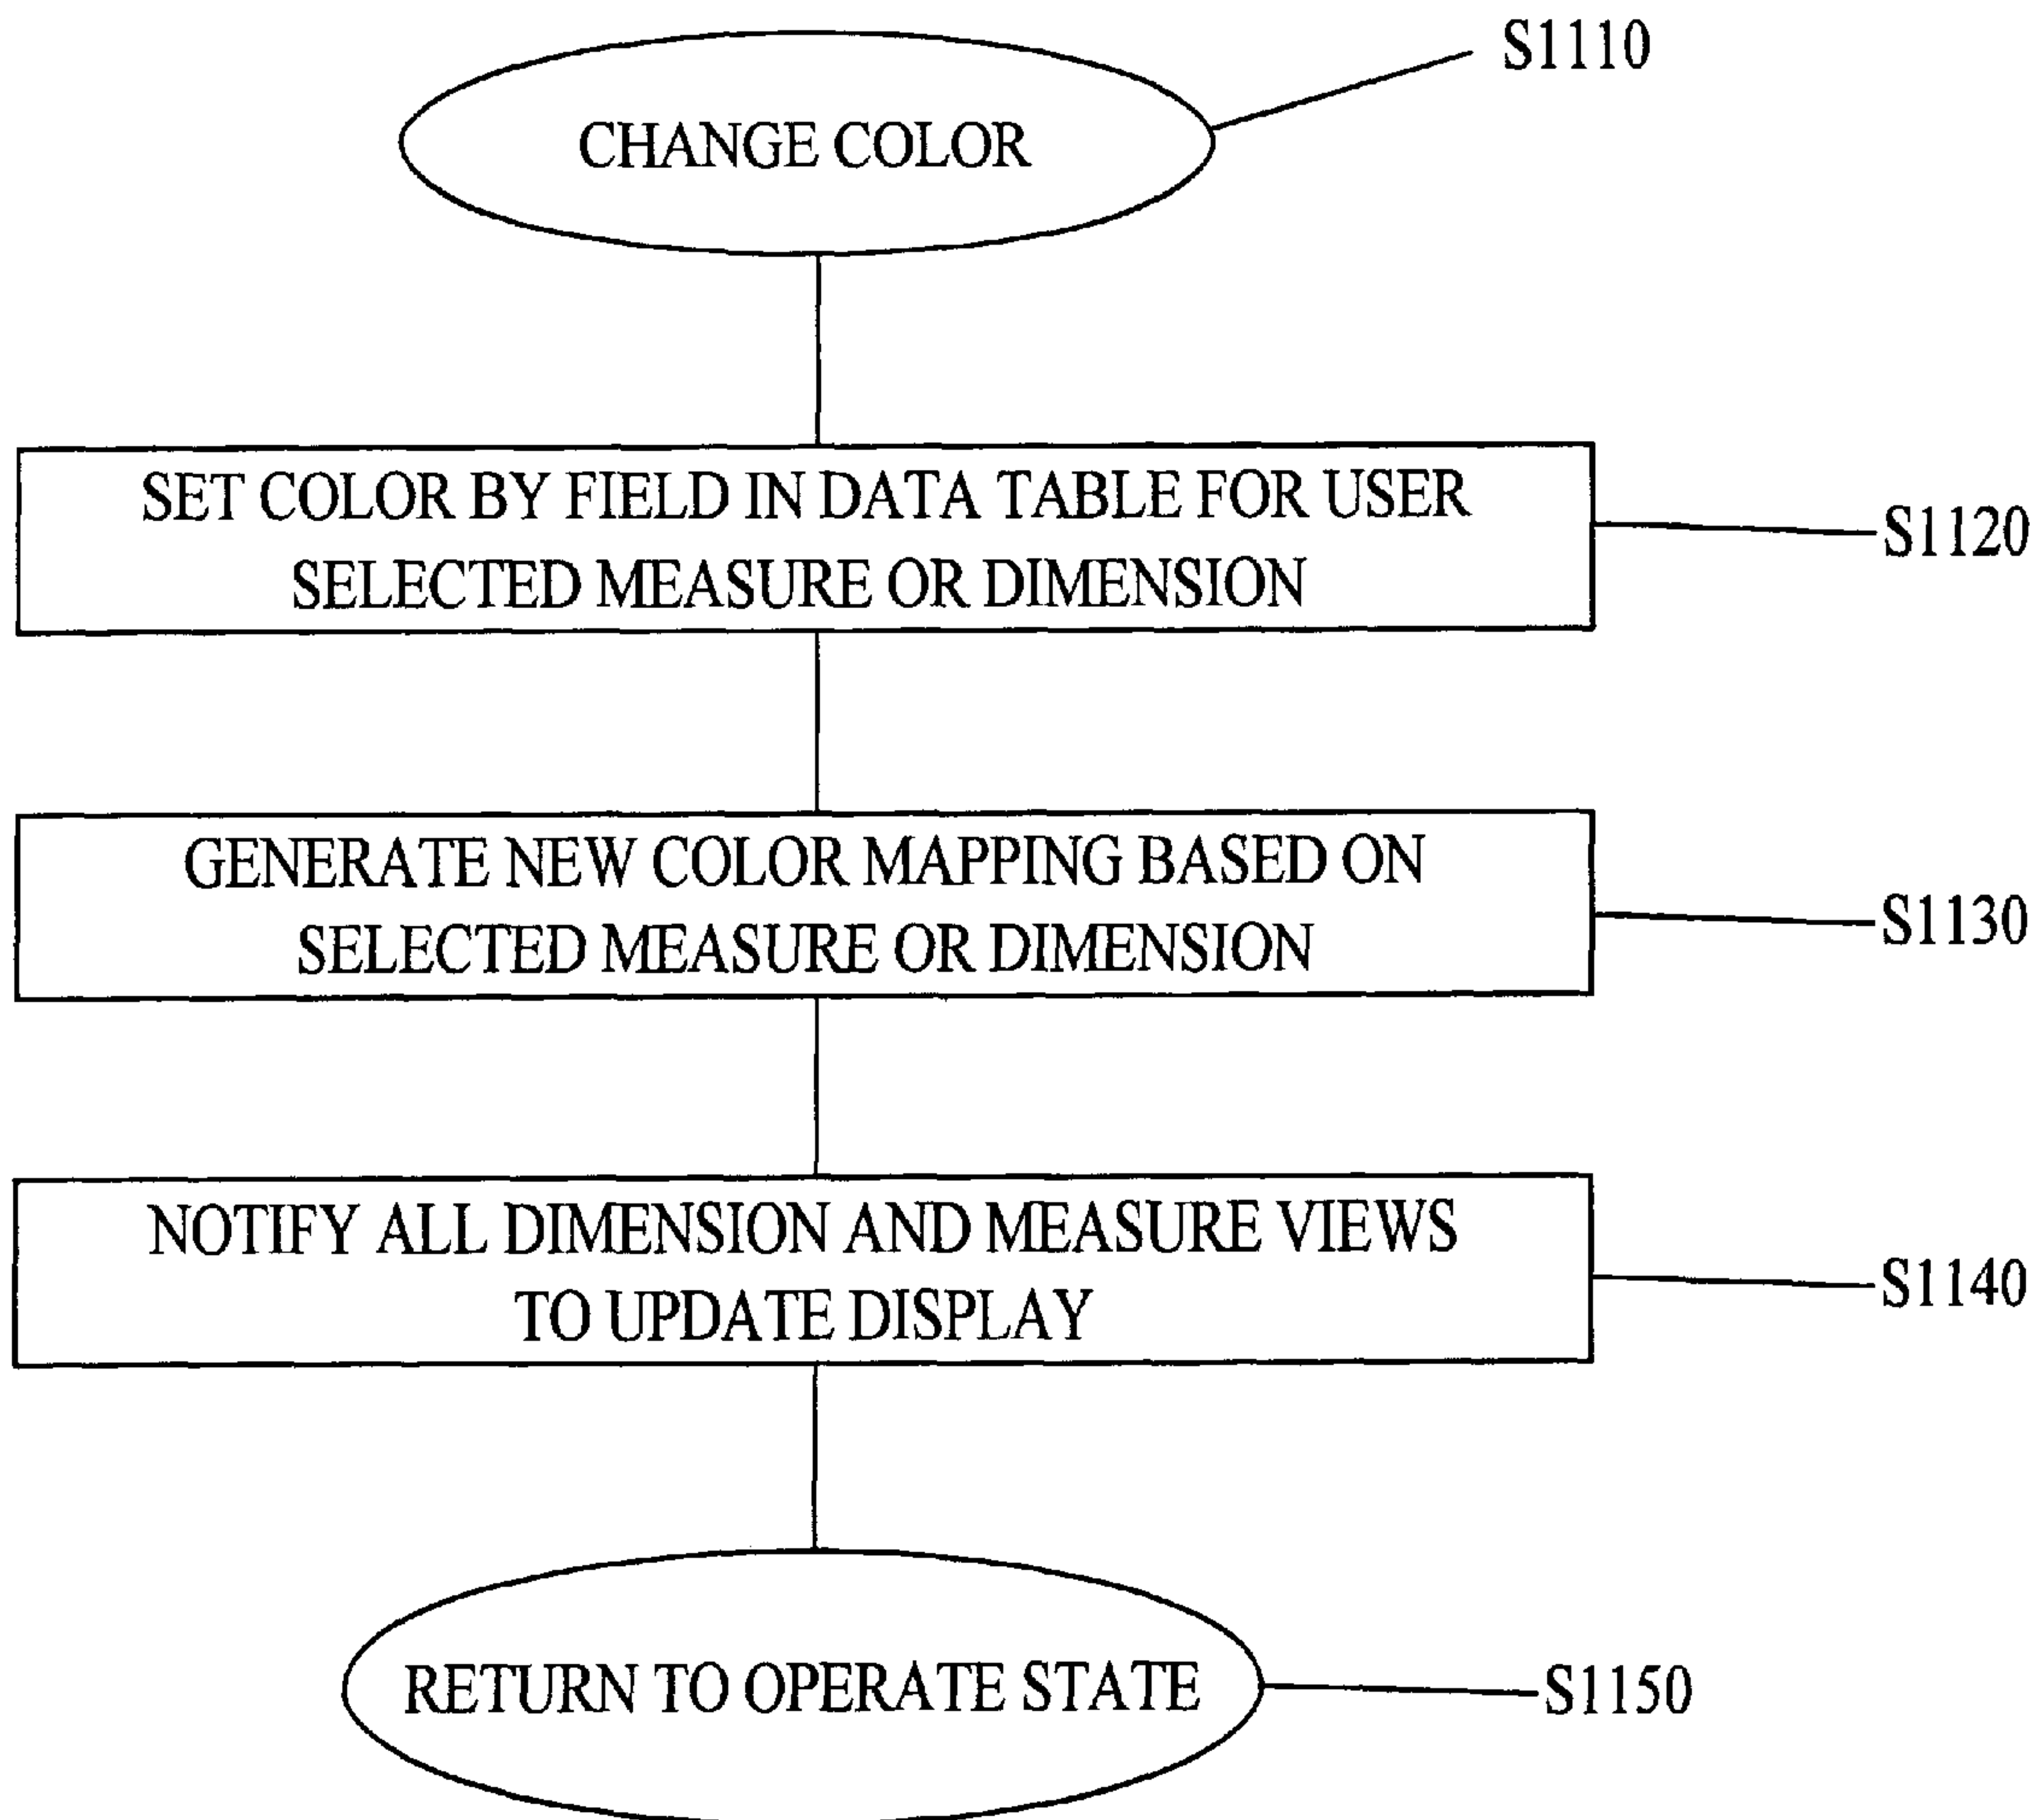 S1110
CHANGE COLOR
SET COLOR BY FIELD IN DATA TABLE FOR USER
SELECTED MEASURE OR DIMENSION
S1120
GENERATE NEW COLOR MAPPING BASED ON
SELECTED MEASURE OR DIMENSION
S1130
NOTIFY ALL DIMENSION AND MEASURE VIEWS
TO UPDATE DISPLAY
S1140
RETURN TO OPERATE STATE
S1150